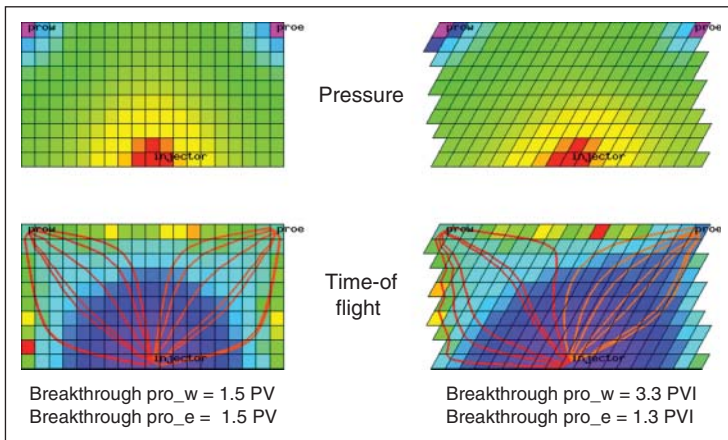 prow
proe
prow
proe
Pressure
injector
injector
prow
proe
prow
proe
Time-of
flight
injector
injector
Breakthrough pro_w = 1.5 PV
Breakthrough pro_e = 1.5 PV
Breakthrough pro_w = 3.3 PVI
Breakthrough pro_e = 1.3 PVI